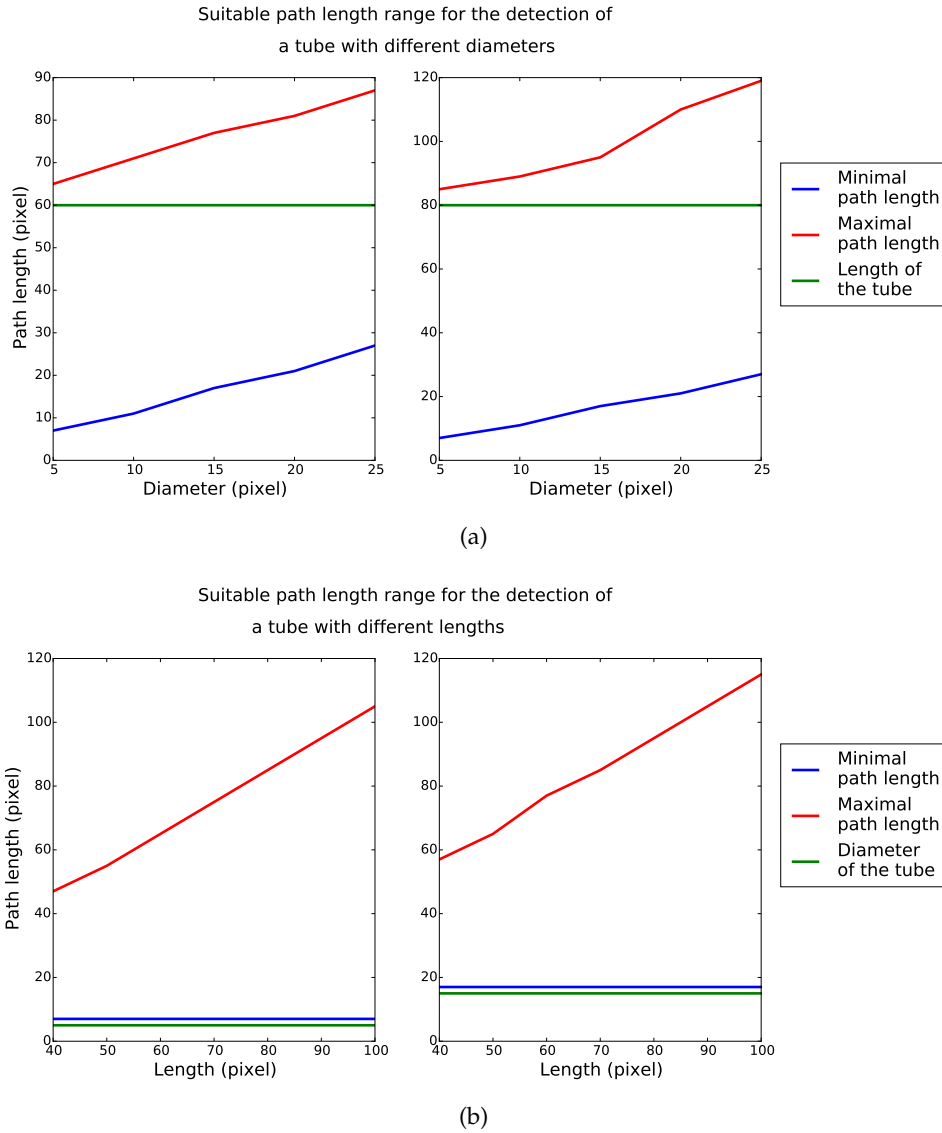 Suitable path length range for the detection of
a tube with different diameters
90
80
70
60
50
40
30
20
10
0
5 10 15 20 25
Path length (pixel)
Diameter (pixel)
120
100
80
60
40
20
0
5 10 15 20 25
Diameter (pixel)
Minimal
path length
Maximal
path length
Length of
the tube
(a)
Suitable path length range for the detection of
a tube with different lengths
120
100
80
60
40
20
0
40 50 60 70 80 90 100
Path length (pixel)
Length (pixel)
120
100
80
60
40
20
0
40 50 60 70 80 90 100
Length (pixel)
Minimal
path length
Maximal
path length
Diameter
of the tube
(b)